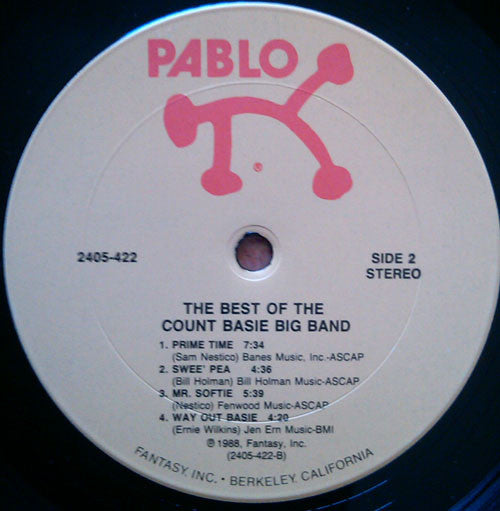 PABLO
2405-422
SIDE 2
STEREO
THE BEST OF THE
COUNT BASIE BIG BAND
1. PRIME TIME 7:34
(Sam Nestico) Banes Music, Inc.-ASCAP
2. SWEE' PEA 4:36
(Bill Holman) Bill Holman Music-ASCAP
3. MR. SOFTIE 5:39
(Nestico) Fenwood Music-ASCAP
4. WAY OUT BASIE 4:20
(Ernie Wilkins) Jen Ern Music-BMI
℗ 1988, Fantasy, Inc.
(2405-422-B)
FANTASY, INC. • BERKELEY, CALIFORNIA